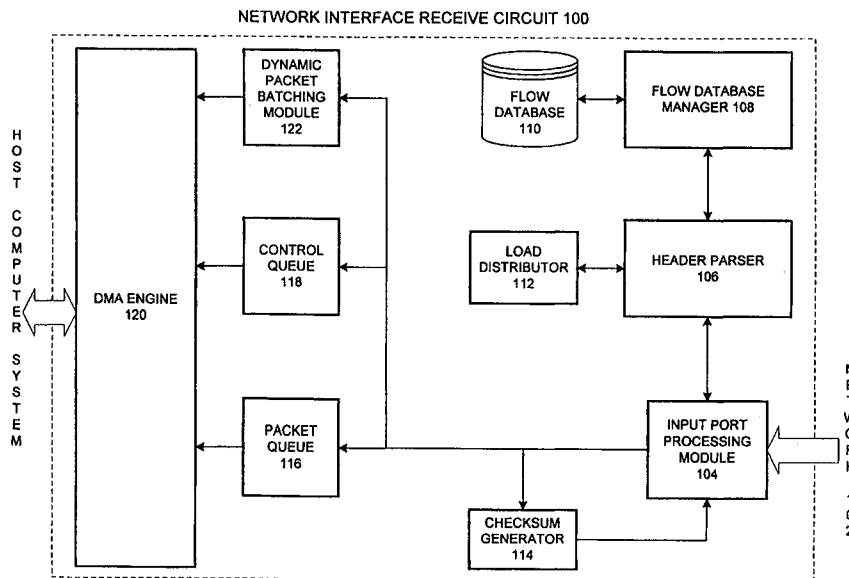 NETWORK INTERFACE RECEIVE CIRCUIT 100
DYNAMIC
PACKET
BATCHING
MODULE
122
FLOW
DATABASE
110
FLOW DATABASE
MANAGER 108
HOST COMPUTER SYSTEM
DMA ENGINE
120
CONTROL
QUEUE
118
LOAD
DISTRIBUTOR
112
HEADER PARSER
106
PACKET
QUEUE
116
INPUT PORT
PROCESSING
MODULE
104
CHECKSUM
GENERATOR
114